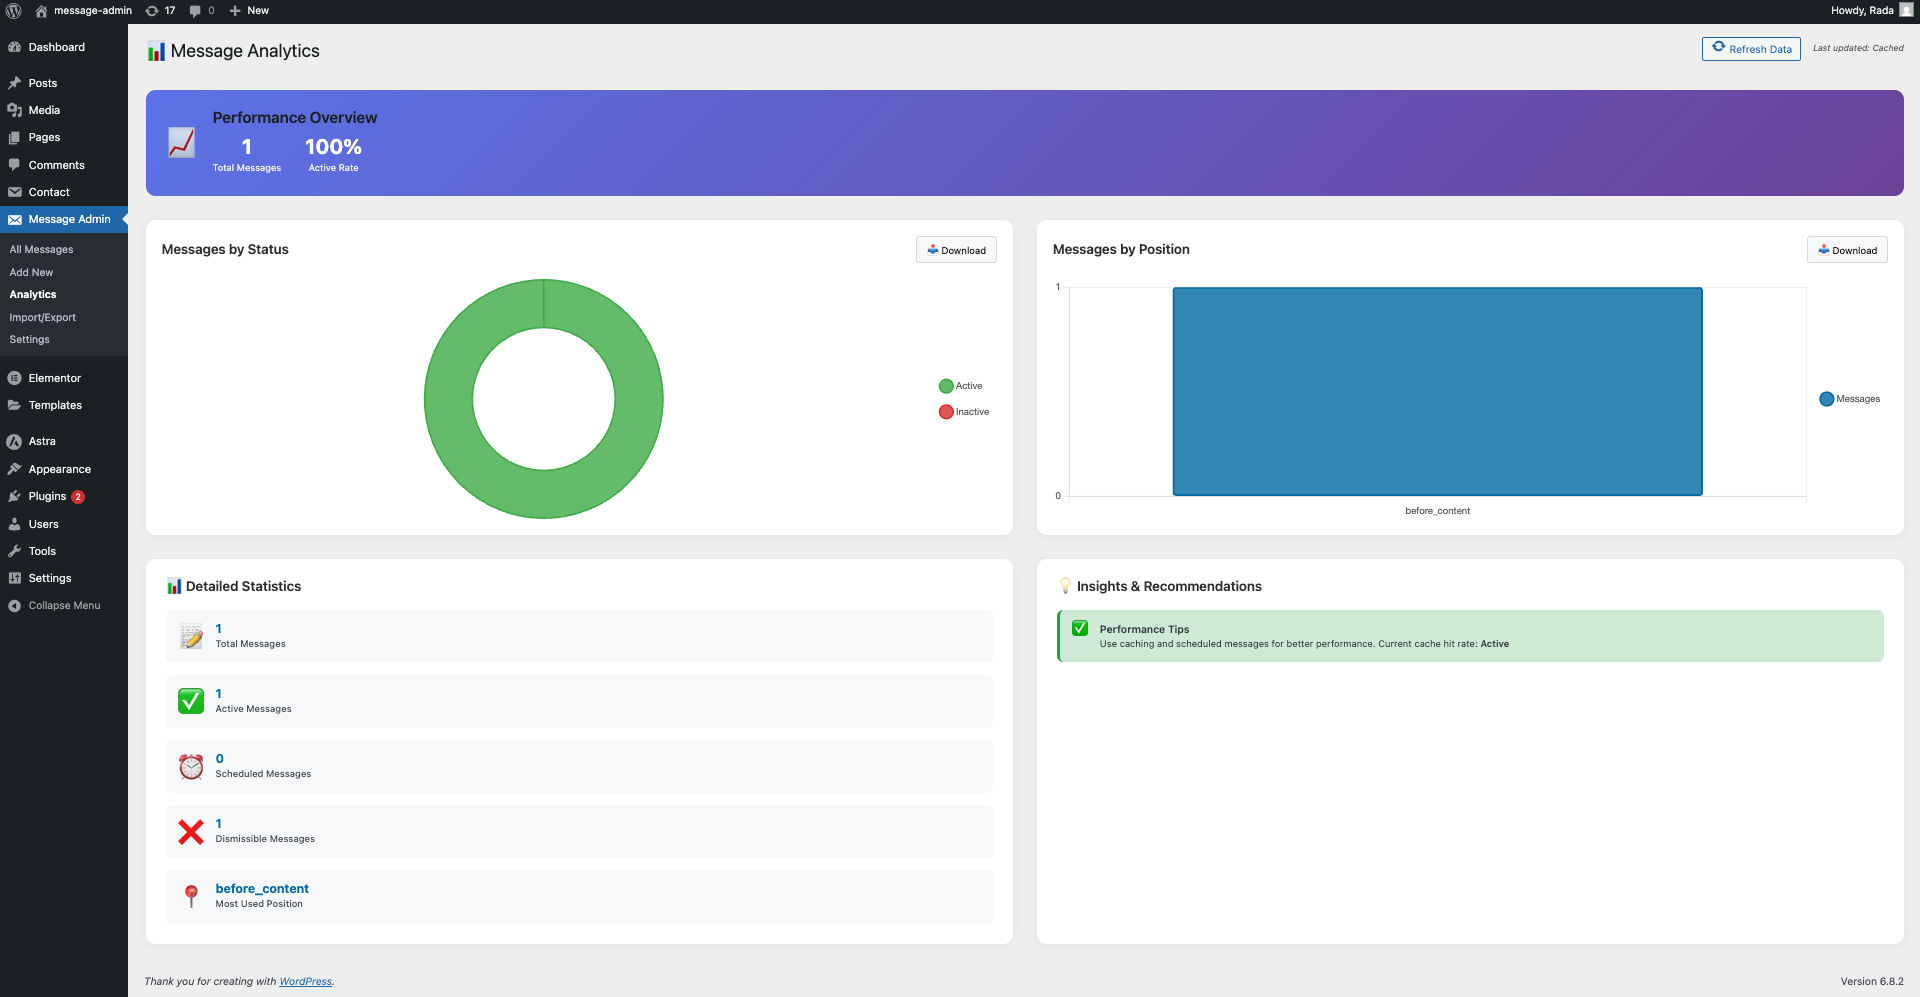 message-admin 17 0 New
Howdy, Rada
Dashboard
Posts
Media
Pages
Comments
Contact
Message Admin
All Messages
Add New
Analytics
Import/Export
Settings
Elementor
Templates
Astra
Appearance
Plugins 2
Users
Tools
Settings
Collapse Menu
Message Analytics
Refresh Data
Last updated: Cached
Performance Overview
1 100%
Total Messages Active Rate
Messages by Status
Download
Active
Inactive
Messages by Position
Download
1
0
before_content
Messages
Detailed Statistics
1
Total Messages
1
Active Messages
0
Scheduled Messages
1
Dismissible Messages
before_content
Most Used Position
Insights & Recommendations
Performance Tips
Use caching and scheduled messages for better performance. Current cache hit rate: Active
Thank you for creating with WordPress.
Version 6.8.2